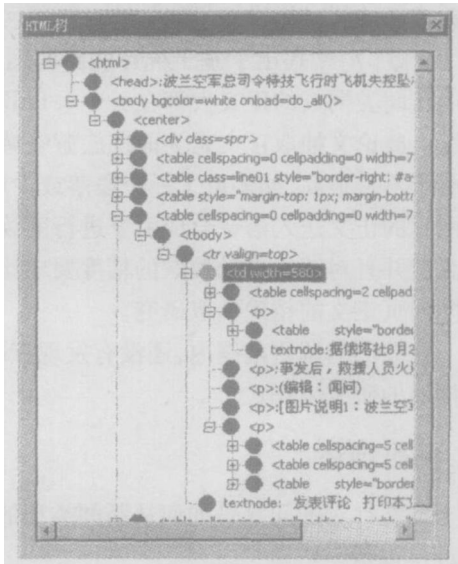 HTML树
<html>
<head>:波兰空军总司令特技飞行时飞机失控坠
<body bgcolor=white onload=do_all()>
<center>
<div class=spcr>
<table cellspacing=0 cellpadding=0 width=7
<table class=line01 style="border-right: #a
<table style="margin-top: 1px; margin-bott
<table cellspacing=0 cellpadding=0 width=7
<tbody>
<tr valign=top>
<td width=560>
<table cellspacing=2 cellpad
<p>
<table style="border
textnode:据俄塔社8月2
<p>:事发后，救援人员火
<p>:(编辑：闻问)
<p>:[图片说明1：波兰空
<p>
<table cellspacing=5 cell
<table cellspacing=5 cell
<table style="border
textnode: 发表评论 打印本